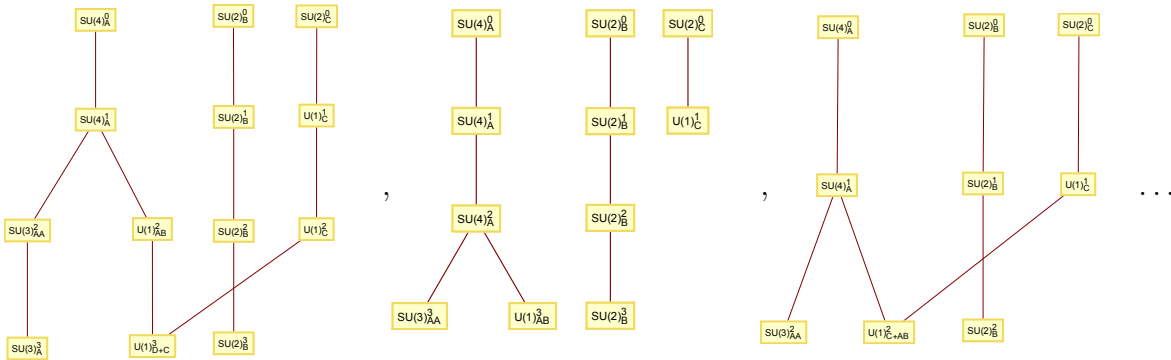 SU(4)⁰_A SU(2)⁰_B SU(2)⁰_C
SU(4)¹_A SU(2)¹_B U(1)¹_C
SU(3)²_AA U(1)²_AB SU(2)²_B U(1)²_C
SU(3)³_A U(1)³_D+C SU(2)³_B
,
SU(4)⁰_A SU(2)⁰_B SU(2)⁰_C
SU(4)¹_A SU(2)¹_B U(1)¹_C
SU(4)²_A SU(2)²_B
SU(3)³_AA U(1)³_AB SU(2)³_B
,
SU(4)⁰_A SU(2)⁰_B SU(2)⁰_C
SU(4)¹_A SU(2)¹_B U(1)¹_C
SU(3)²_AA U(1)²_C+AB SU(2)²_B
...